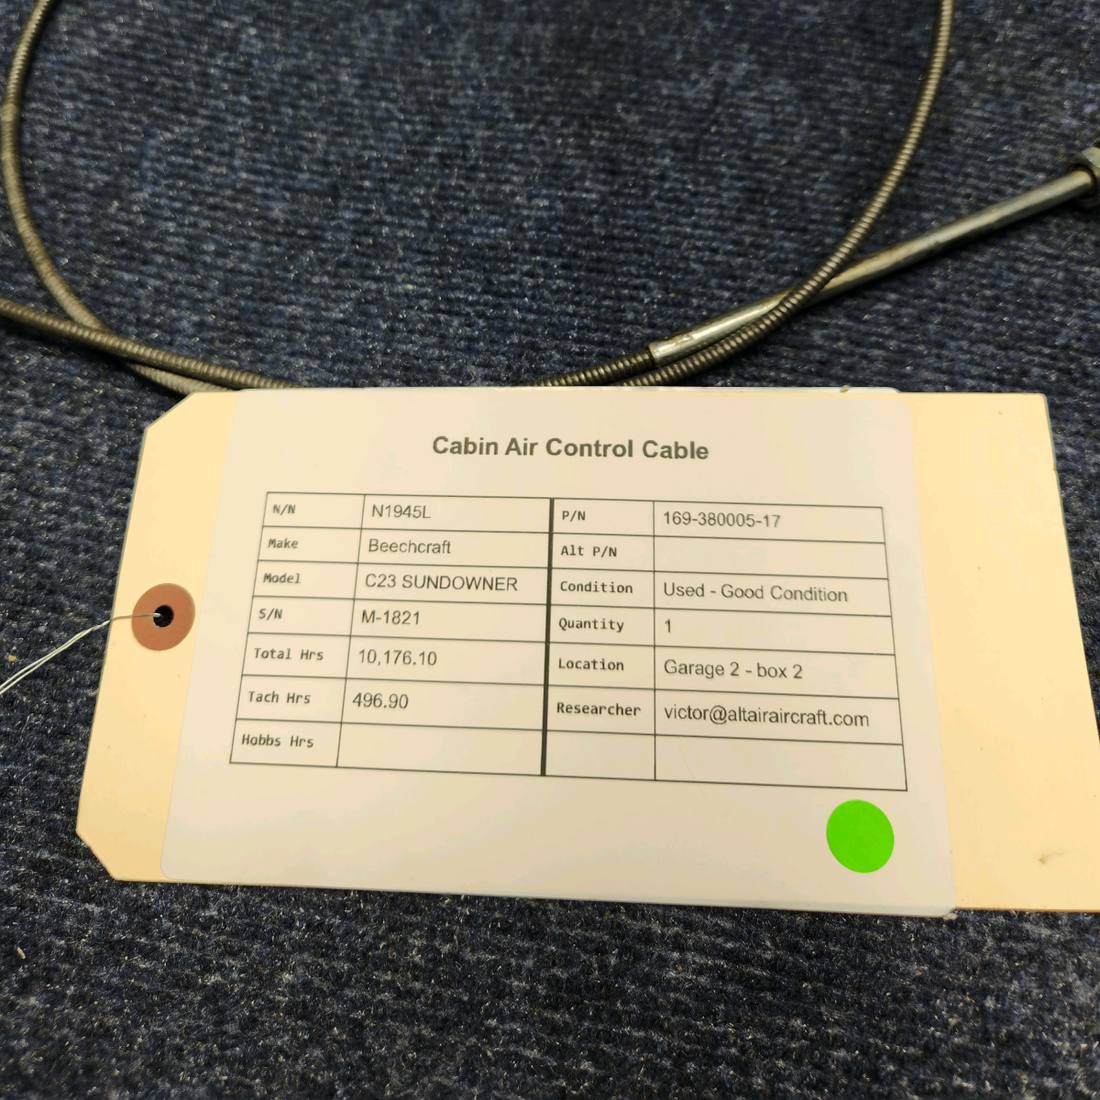 Cabin Air Control Cable
N/N N1945L P/N 169-380005-17
Make Beechcraft Alt P/N
Model C23 SUNDOWNER Condition Used - Good Condition
S/N M-1821 Quantity 1
Total Hrs 10,176.10 Location Garage 2 - box 2
Tach Hrs 496.90 Researcher victor@altairaircraft.com
Hobbs Hrs